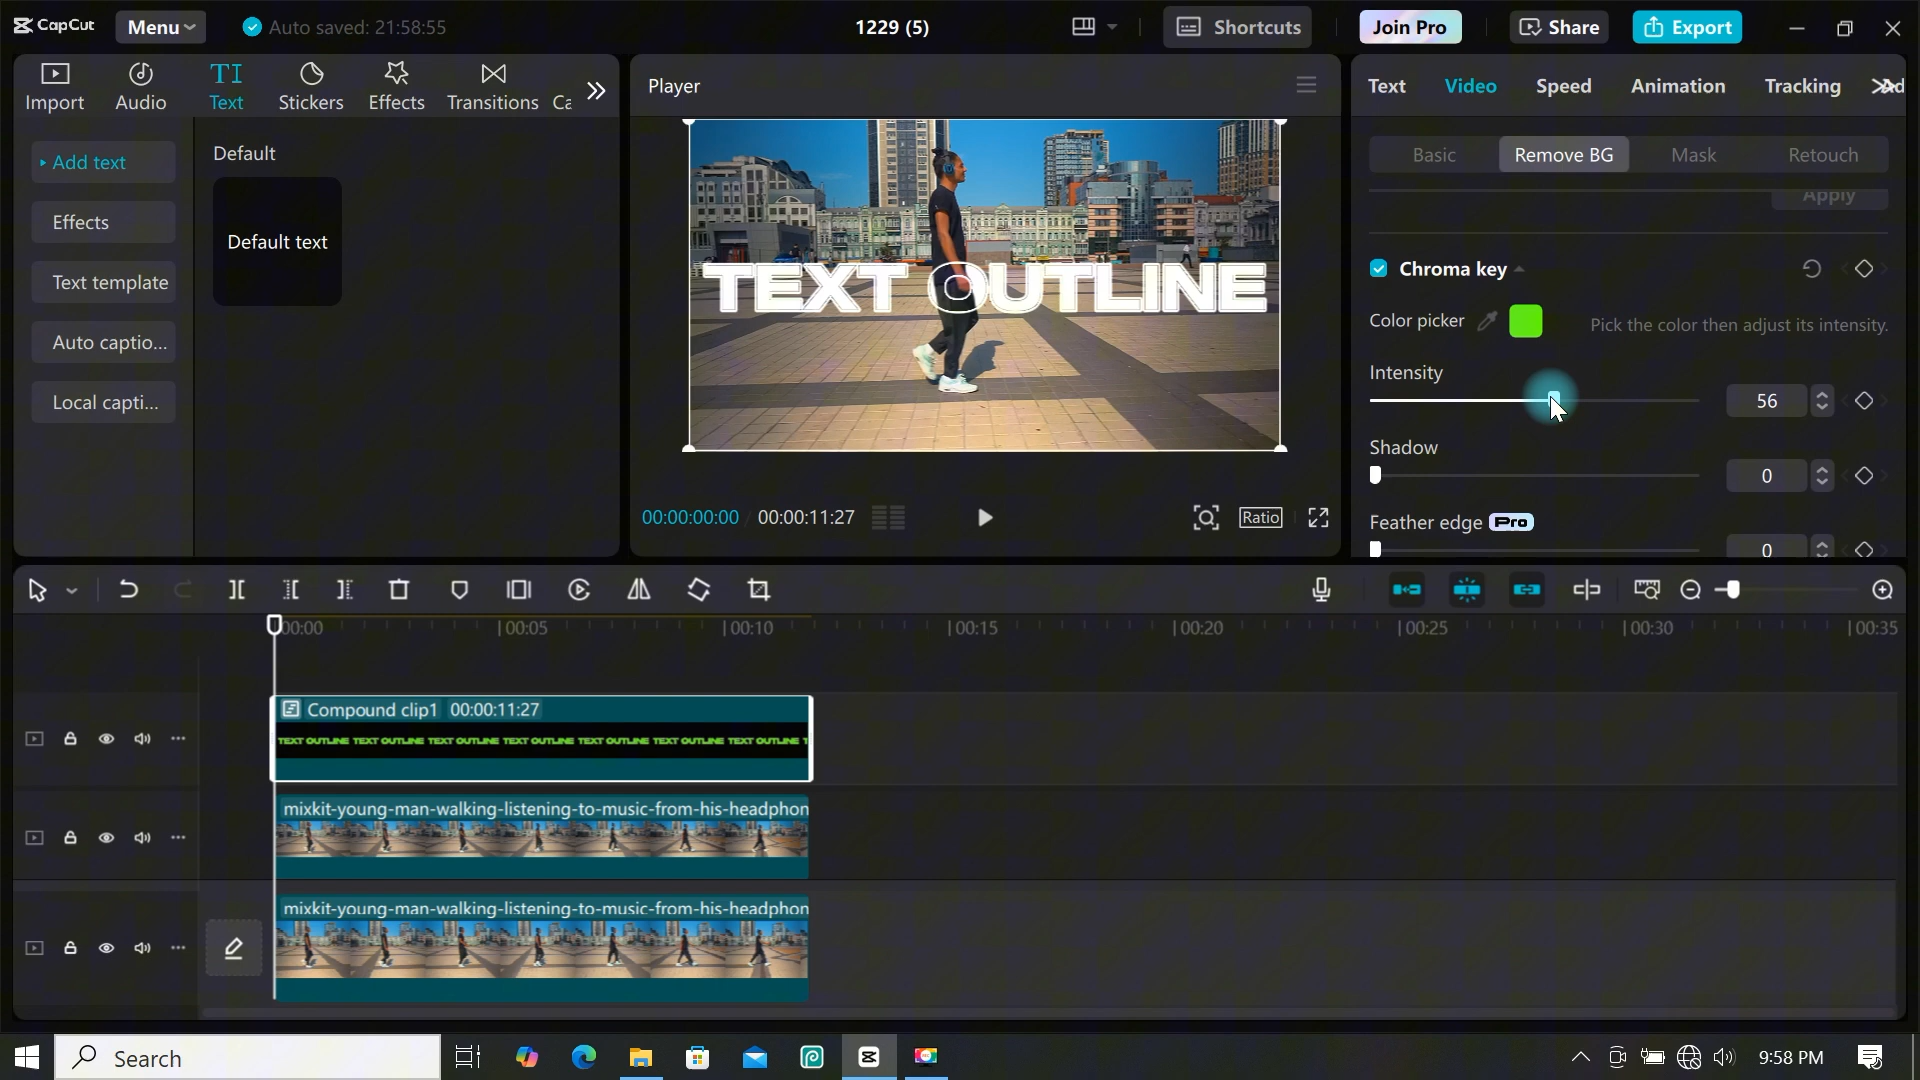 CapCut
Menu
Auto saved: 21:58:55
1229 (5)
Shortcuts
Join Pro
Share
Export
Import
Audio
TI
Text
Stickers
Effects
Transitions
Ca
Player
Text
Video
Speed
Animation
Tracking
Ad
Add text
Effects
Text template
Auto captio...
Local capti...
Default
Default text
TEXT OUTLINE
00:00:00:00
00:00:11:27
Ratio
Basic
Remove BG
Mask
Retouch
Apply
Chroma key
Color picker
Pick the color then adjust its intensity.
Intensity
56
Shadow
0
Feather edge Pro
0
00:00
00:05
00:10
00:15
00:20
00:25
00:30
00:35
Compound clip1 00:00:11:27
TEXT OUTLINE TEXT OUTLINE TEXT OUTLINE TEXT OUTLINE TEXT OUTLINE TEXT OUTLINE TEXT OUTLINE T
mixkit-young-man-walking-listening-to-music-from-his-headphon
mixkit-young-man-walking-listening-to-music-from-his-headphon
Search
9:58 PM